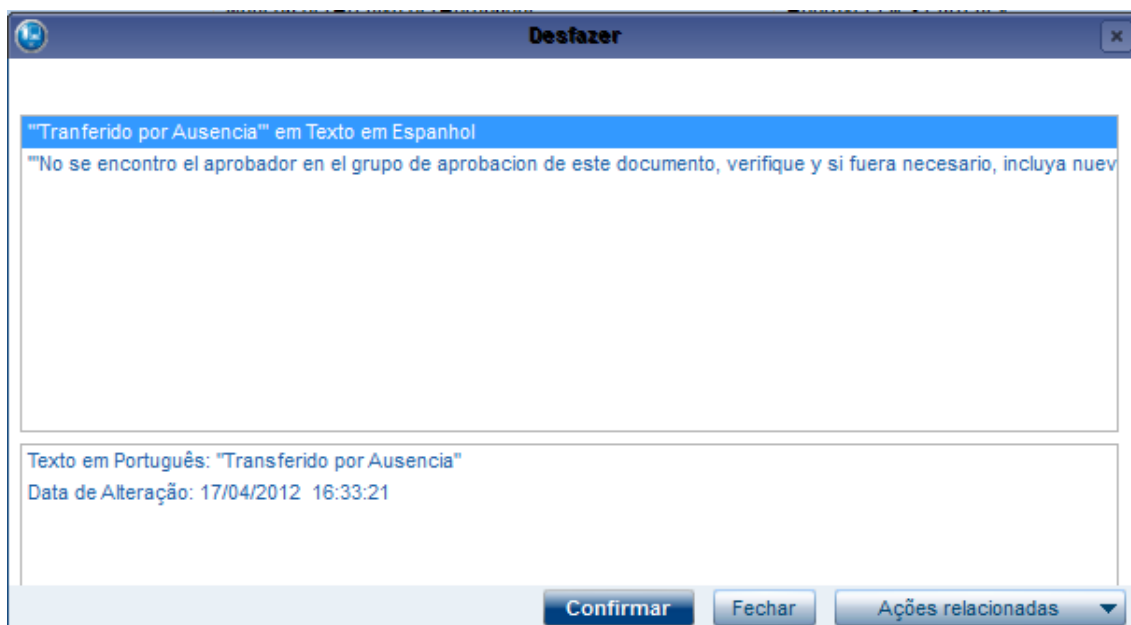 Desfazer
"'Tranferido por Ausencia'" em Texto em Espanhol
"'No se encontro el aprobador en el grupo de aprobacion de este documento, verifique y si fuera necesario, incluya nuev
Texto em Português: "Transferido por Ausencia"
Data de Alteração: 17/04/2012 16:33:21
Confirmar Fechar Ações relacionadas